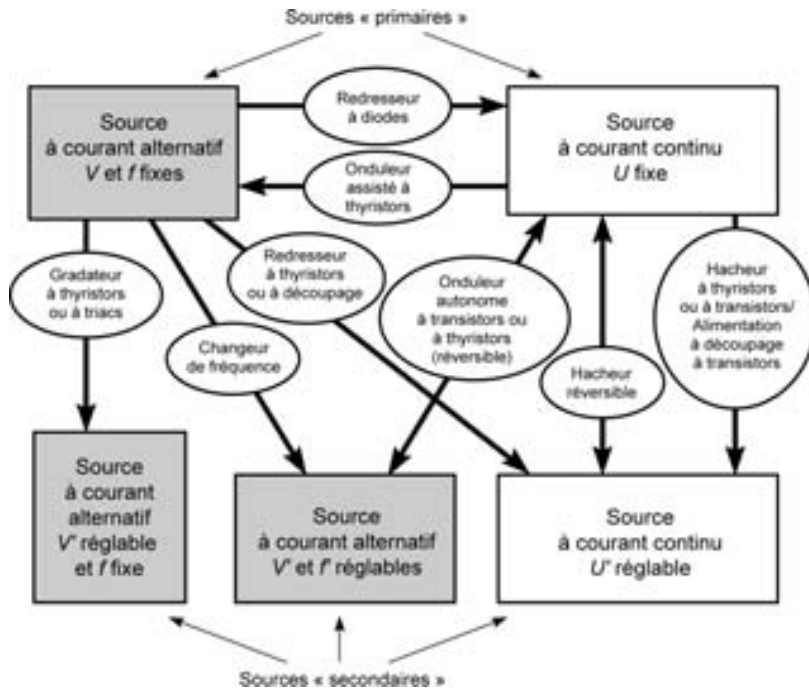 Sources « primaires »
Source
à courant alternatif
V et f fixes
Redresseur
à diodes
Source
à courant continu
U fixe
Onduleur
assisté à
thyristors
Gradateur
à thyristors
ou à triacs
Redresseur
à thyristors
ou à découpage
Onduleur
autonome
à transistors ou
à thyristors
(réversible)
Hacheur
à thyristors
ou à transistors/
Alimentation
à découpage
à transistors
Changeur
de fréquence
Hacheur
réversible
Source
à courant
alternatif
V' réglable
et f fixe
Source
à courant alternatif
V' et f' réglables
Source
à courant continu
U' réglable
Sources « secondaires »